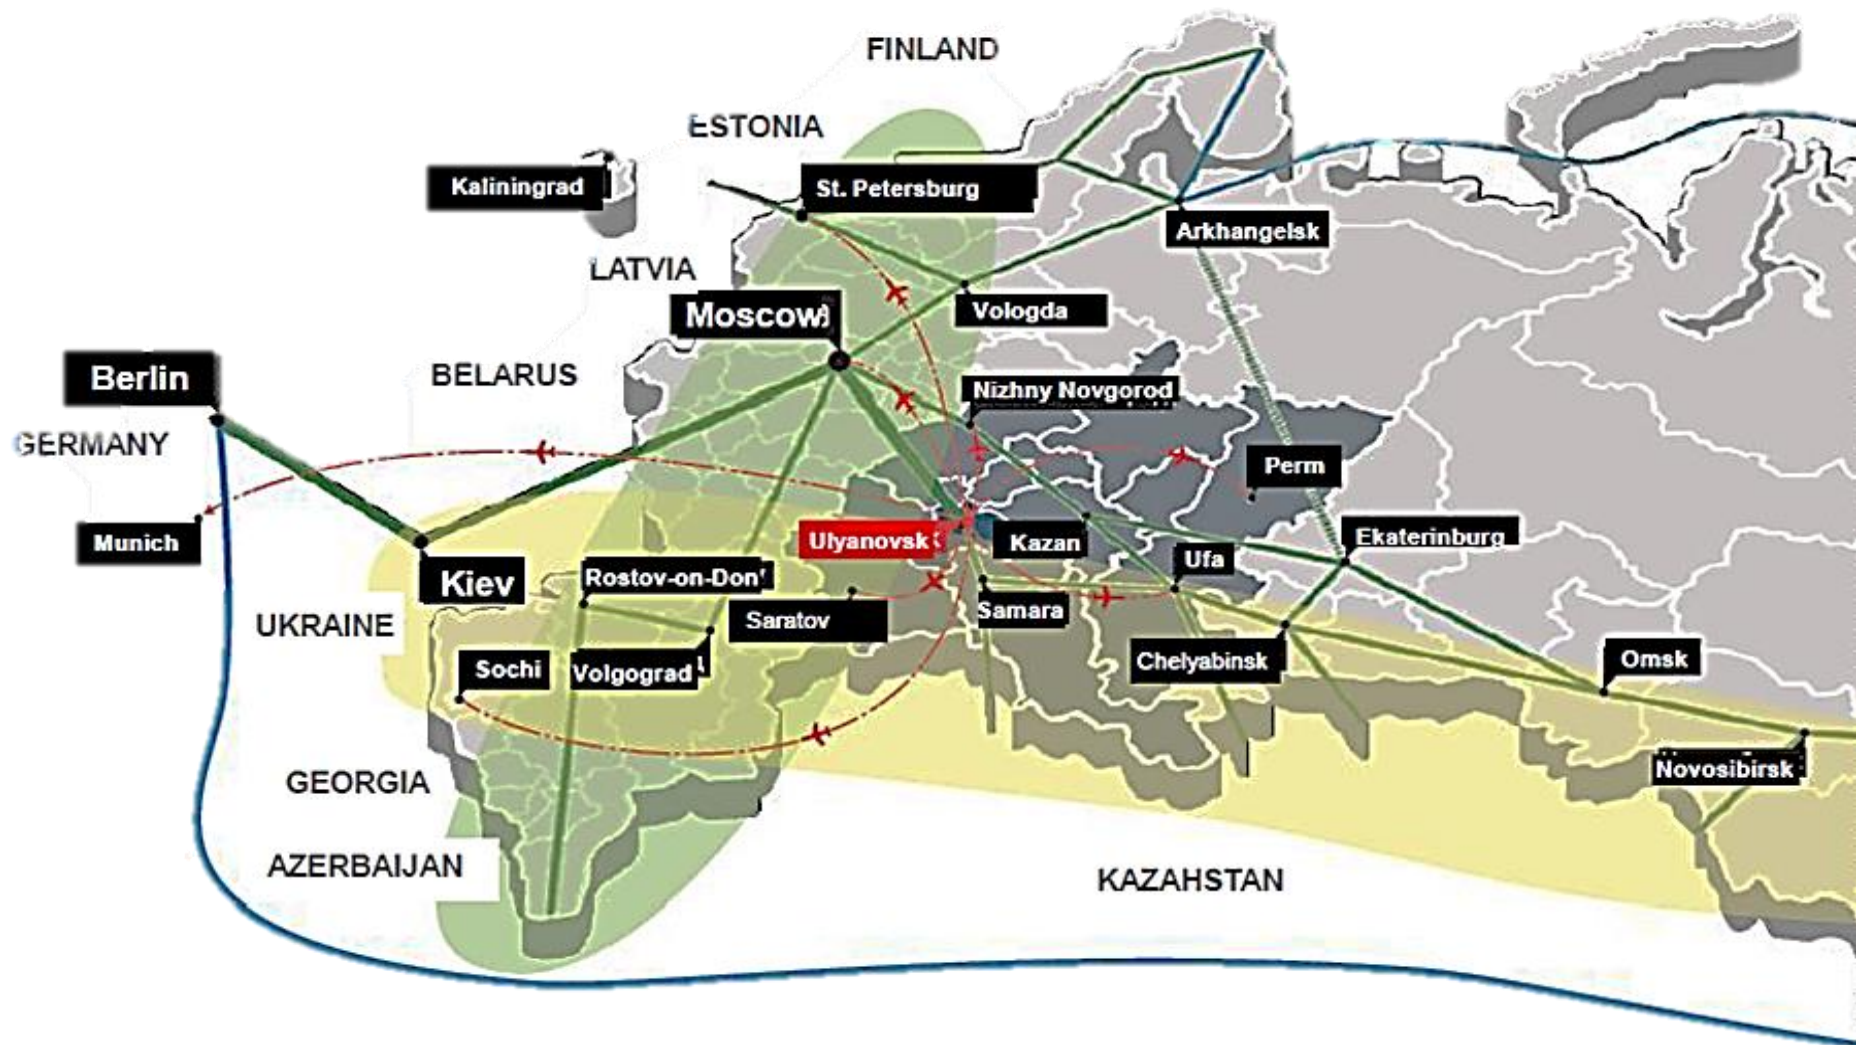 FINLAND
ESTONIA
Kaliningrad
St. Petersburg
Arkhangelsk
LATVIA
Moscow
Vologda
Berlin
BELARUS
Nizhny Novgorod
GERMANY
Perm
Munich
Ulyanovsk
Kazan
Ekaterinburg
Ufa
Kiev
Rostov-on-Don
UKRAINE
Saratov
Samara
Sochi
Volgograd
Chelyabinsk
Omsk
Novosibirsk
GEORGIA
AZERBAIJAN
KAZAHSTAN